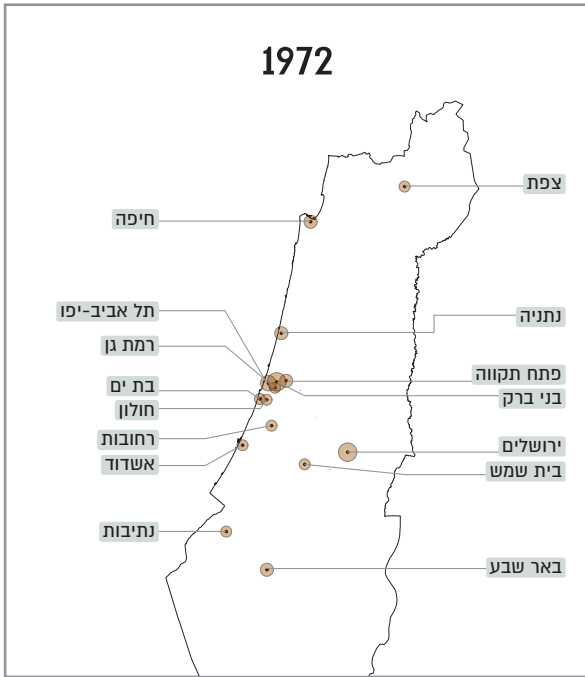 1972
צפת
חיפה
נתניה
תל אביב-יפו
רמת גן
פתח תקווה
בני ברק
בת ים
חולון
רחובות
אשדוד
ירושלים
בית שמש
נתיבות
באר שבע